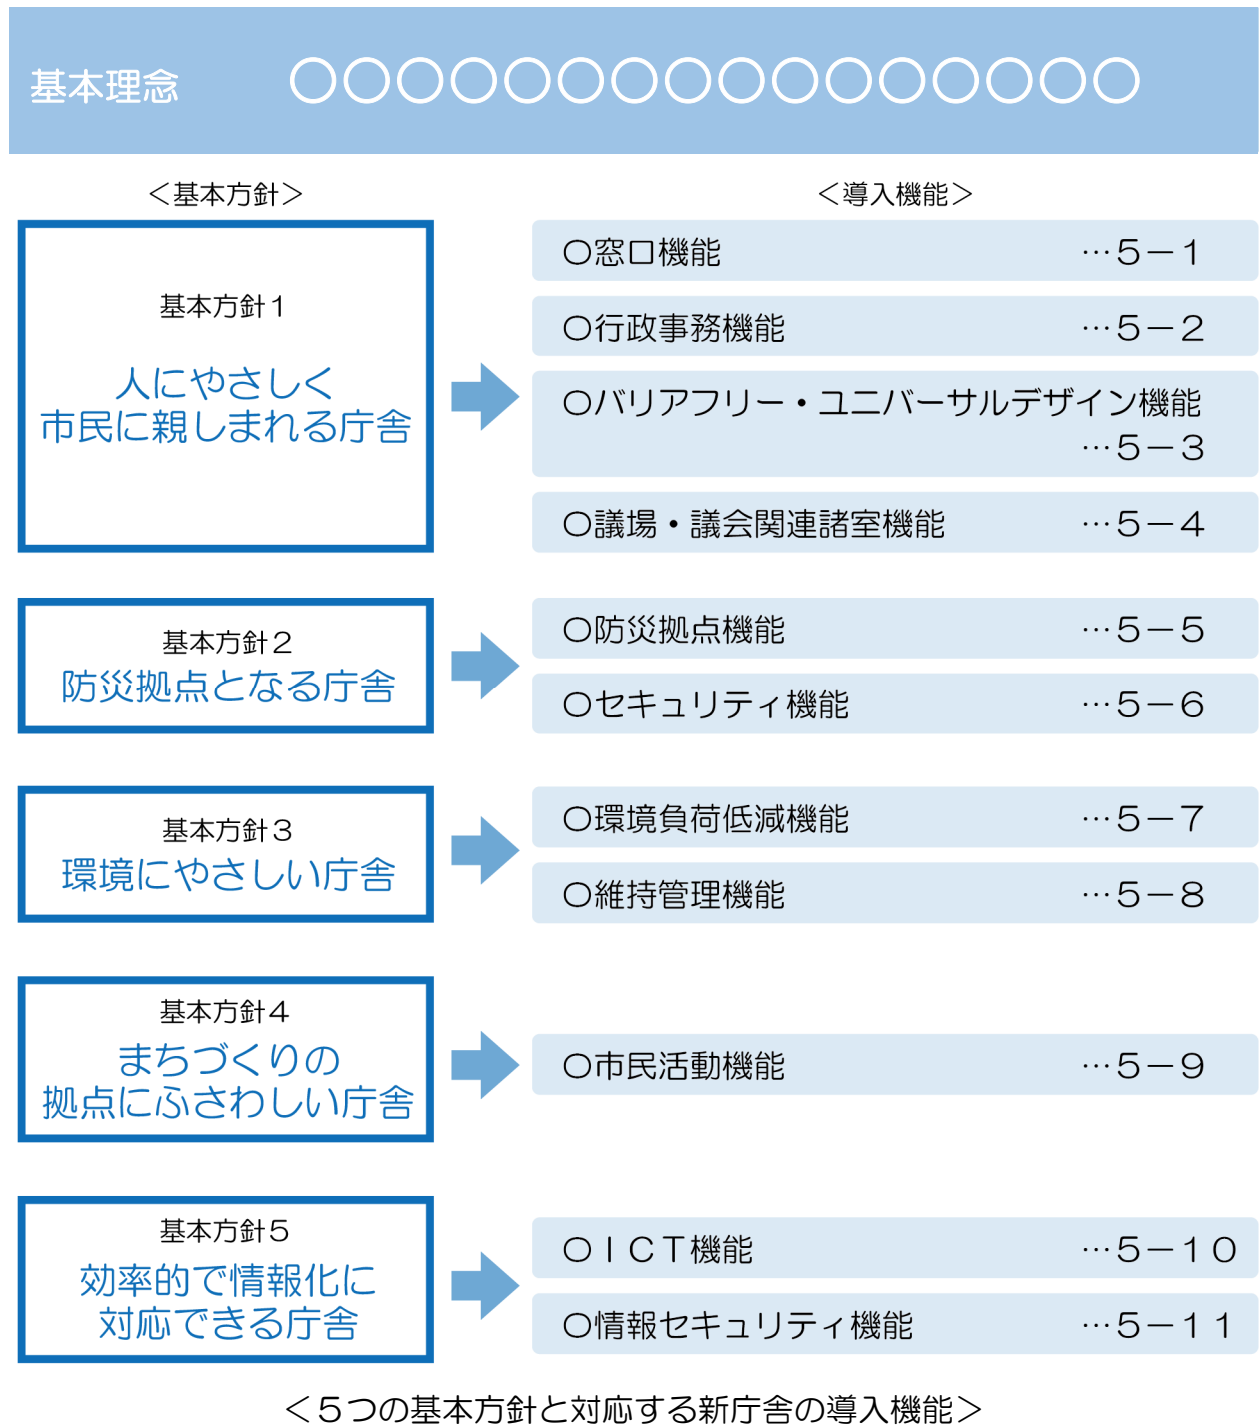 基本理念 〇〇〇〇〇〇〇〇〇〇〇〇〇〇〇〇
＜基本方針＞
＜導入機能＞
基本方針１
人にやさしく
市民に親しまれる庁舎
〇窓口機能 …５－１
〇行政事務機能 …５－２
〇バリアフリー・ユニバーサルデザイン機能
…５－３
〇議場・議会関連諸室機能 …５－４
基本方針２
防災拠点となる庁舎
〇防災拠点機能 …５－５
〇セキュリティ機能 …５－６
基本方針３
環境にやさしい庁舎
〇環境負荷低減機能 …５－７
〇維持管理機能 …５－８
基本方針４
まちづくりの
拠点にふさわしい庁舎
〇市民活動機能 …５－９
基本方針５
効率的で情報化に
対応できる庁舎
〇ＩＣＴ機能 …５－１０
〇情報セキュリティ機能 …５－１１
＜５つの基本方針と対応する新庁舎の導入機能＞